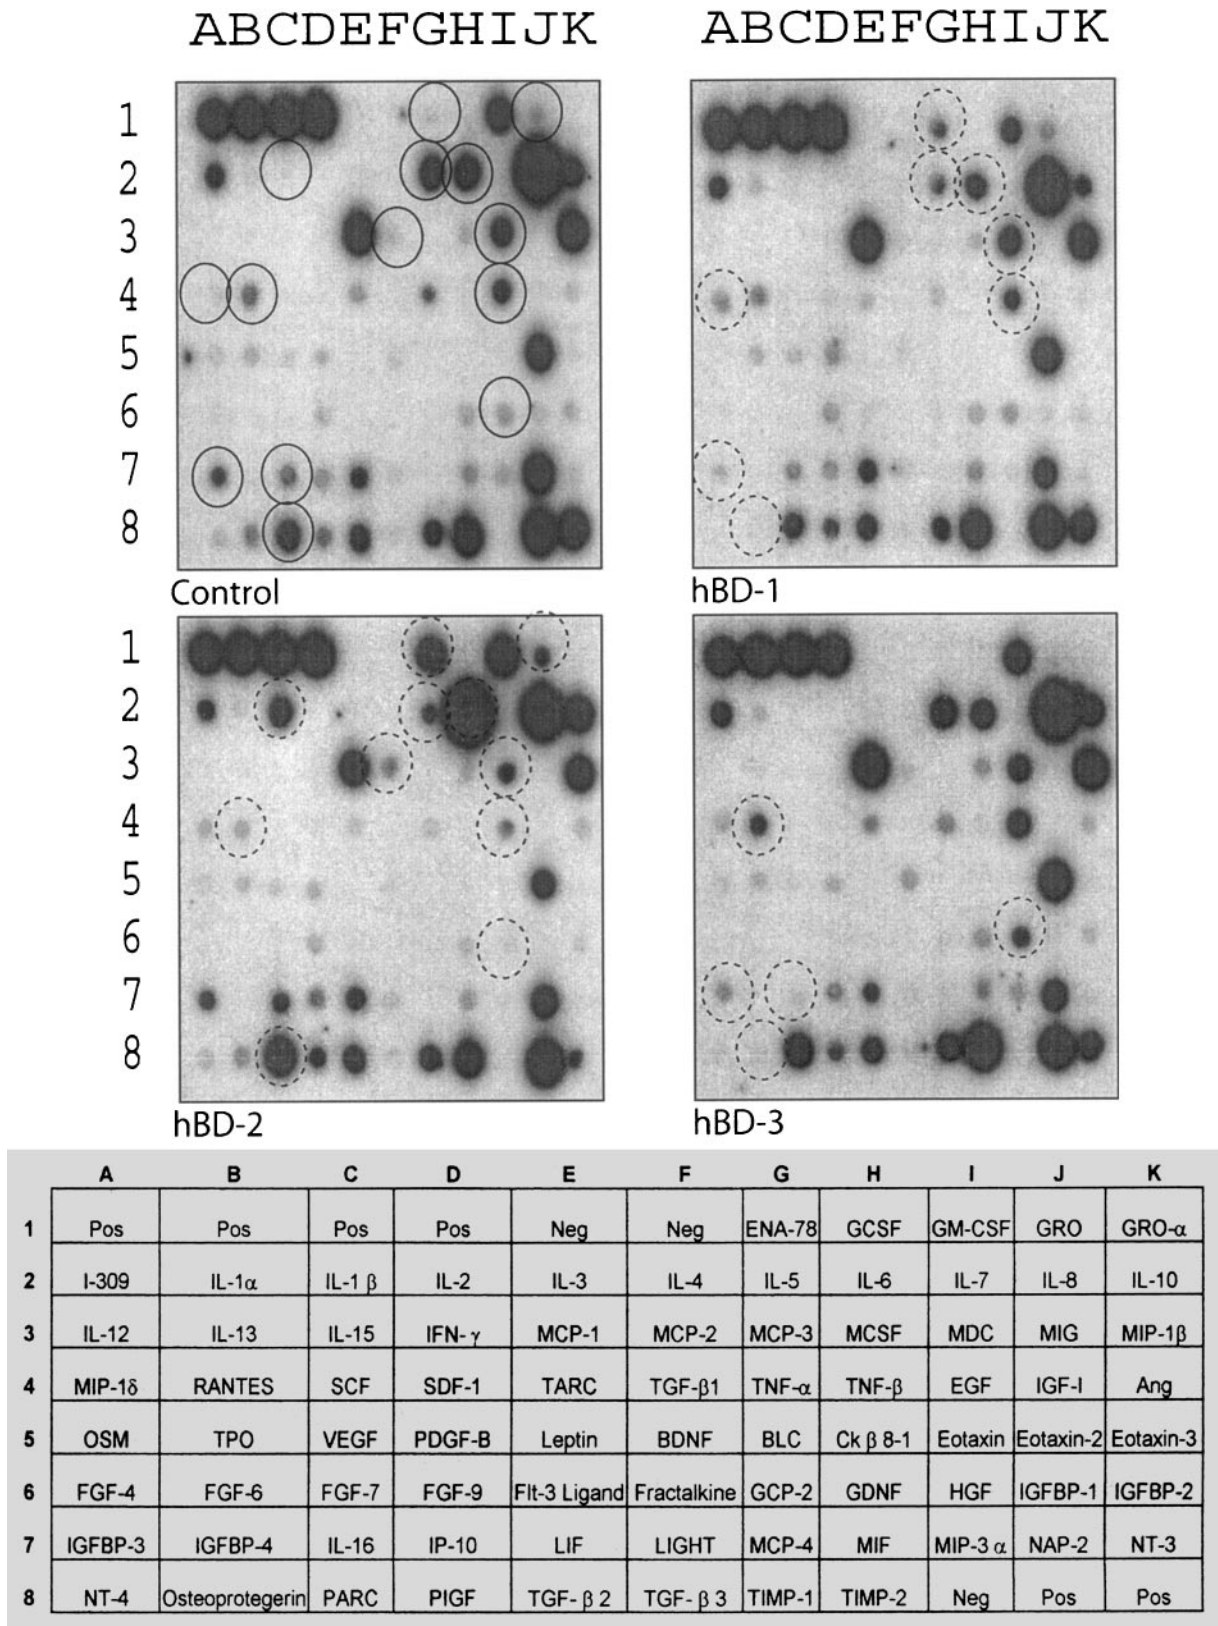 ABCDEFGHIJK ABCDEFGHIJK
1
2
3
4
5
6
7
8
Control hBD-1
1
2
3
4
5
6
7
8
hBD-2 hBD-3
A B C D E F G H I J K
1 Pos Pos Pos Pos Neg Neg ENA-78 GCSF GM-CSF GRO GRO-α
2 I-309 IL-1α IL-1 β IL-2 IL-3 IL-4 IL-5 IL-6 IL-7 IL-8 IL-10
3 IL-12 IL-13 IL-15 IFN- γ MCP-1 MCP-2 MCP-3 MCSF MDC MIG MIP-1β
4 MIP-1δ RANTES SCF SDF-1 TARC TGF-β1 TNF-α TNF-β EGF IGF-I Ang
5 OSM TPO VEGF PDGF-B Leptin BDNF BLC Ck β 8-1 Eotaxin Eotaxin-2 Eotaxin-3
6 FGF-4 FGF-6 FGF-7 FGF-9 Flt-3 Ligand Fractalkine GCP-2 GDNF HGF IGFBP-1 IGFBP-2
7 IGFBP-3 IGFBP-4 IL-16 IP-10 LIF LIGHT MCP-4 MIF MIP-3 α NAP-2 NT-3
8 NT-4 Osteoprotegerin PARC PIGF TGF- β 2 TGF- β 3 TIMP-1 TIMP-2 Neg Pos Pos